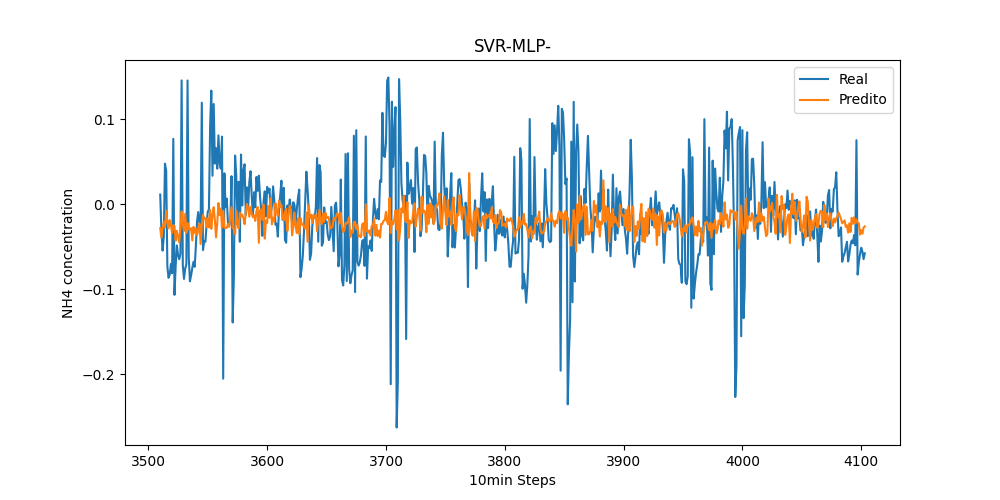 SVR-MLP-
Real
Predito
NH4 concentration
0.1
0.0
−0.1
−0.2
3500 3600 3700 3800 3900 4000 4100
10min Steps